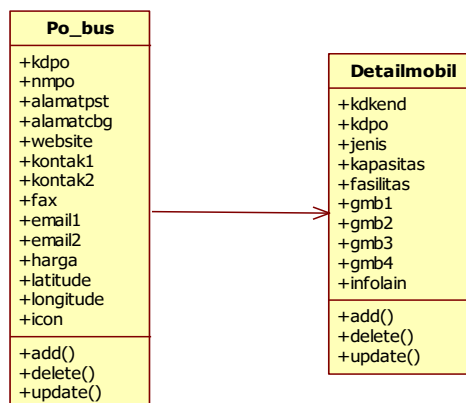 Po_bus
+kdpo
+nmpo
+alamatpst
+alamatcbg
+website
+kontak1
+kontak2
+fax
+email1
+email2
+harga
+latitude
+longitude
+icon
+add()
+delete()
+update()
Detailmobil
+kdkend
+kdpo
+jenis
+kapasitas
+fasilitas
+gmb1
+gmb2
+gmb3
+gmb4
+infolain
+add()
+delete()
+update()